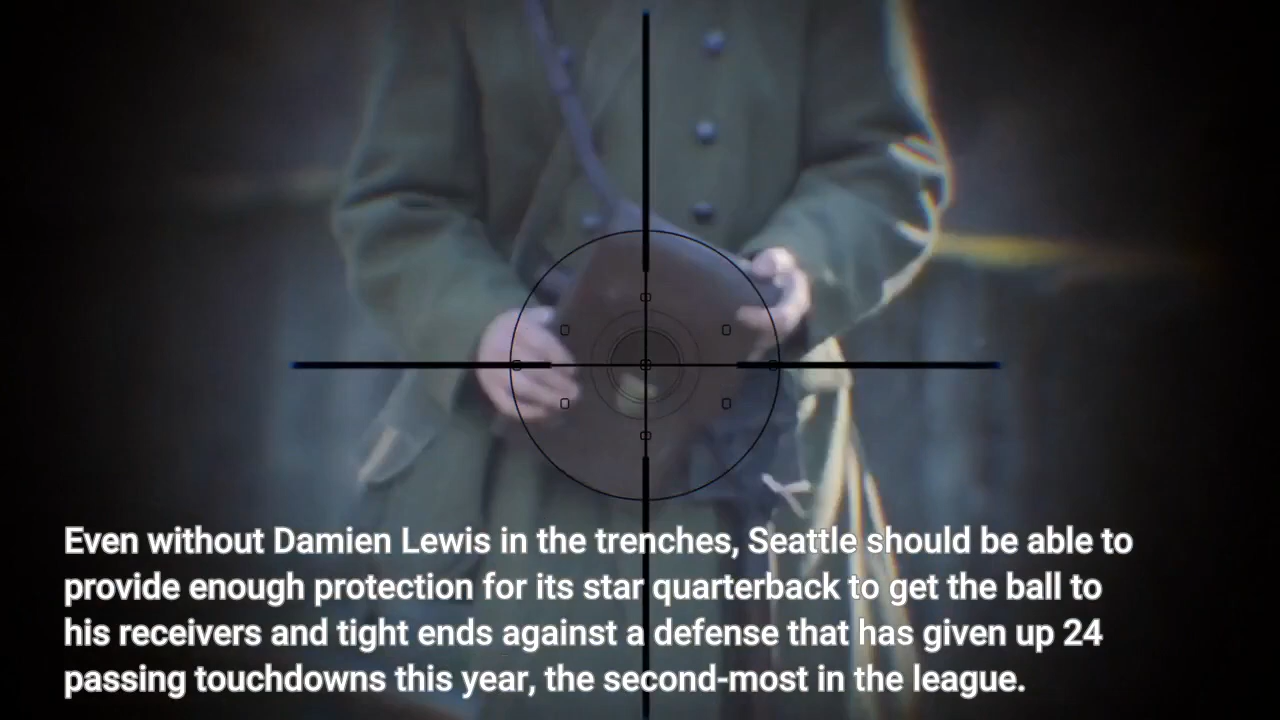 Even without Damien Lewis in the trenches, Seattle should be able to
provide enough protection for its star quarterback to get the ball to
his receivers and tight ends against a defense that has given up 24
passing touchdowns this year, the second-most in the league.